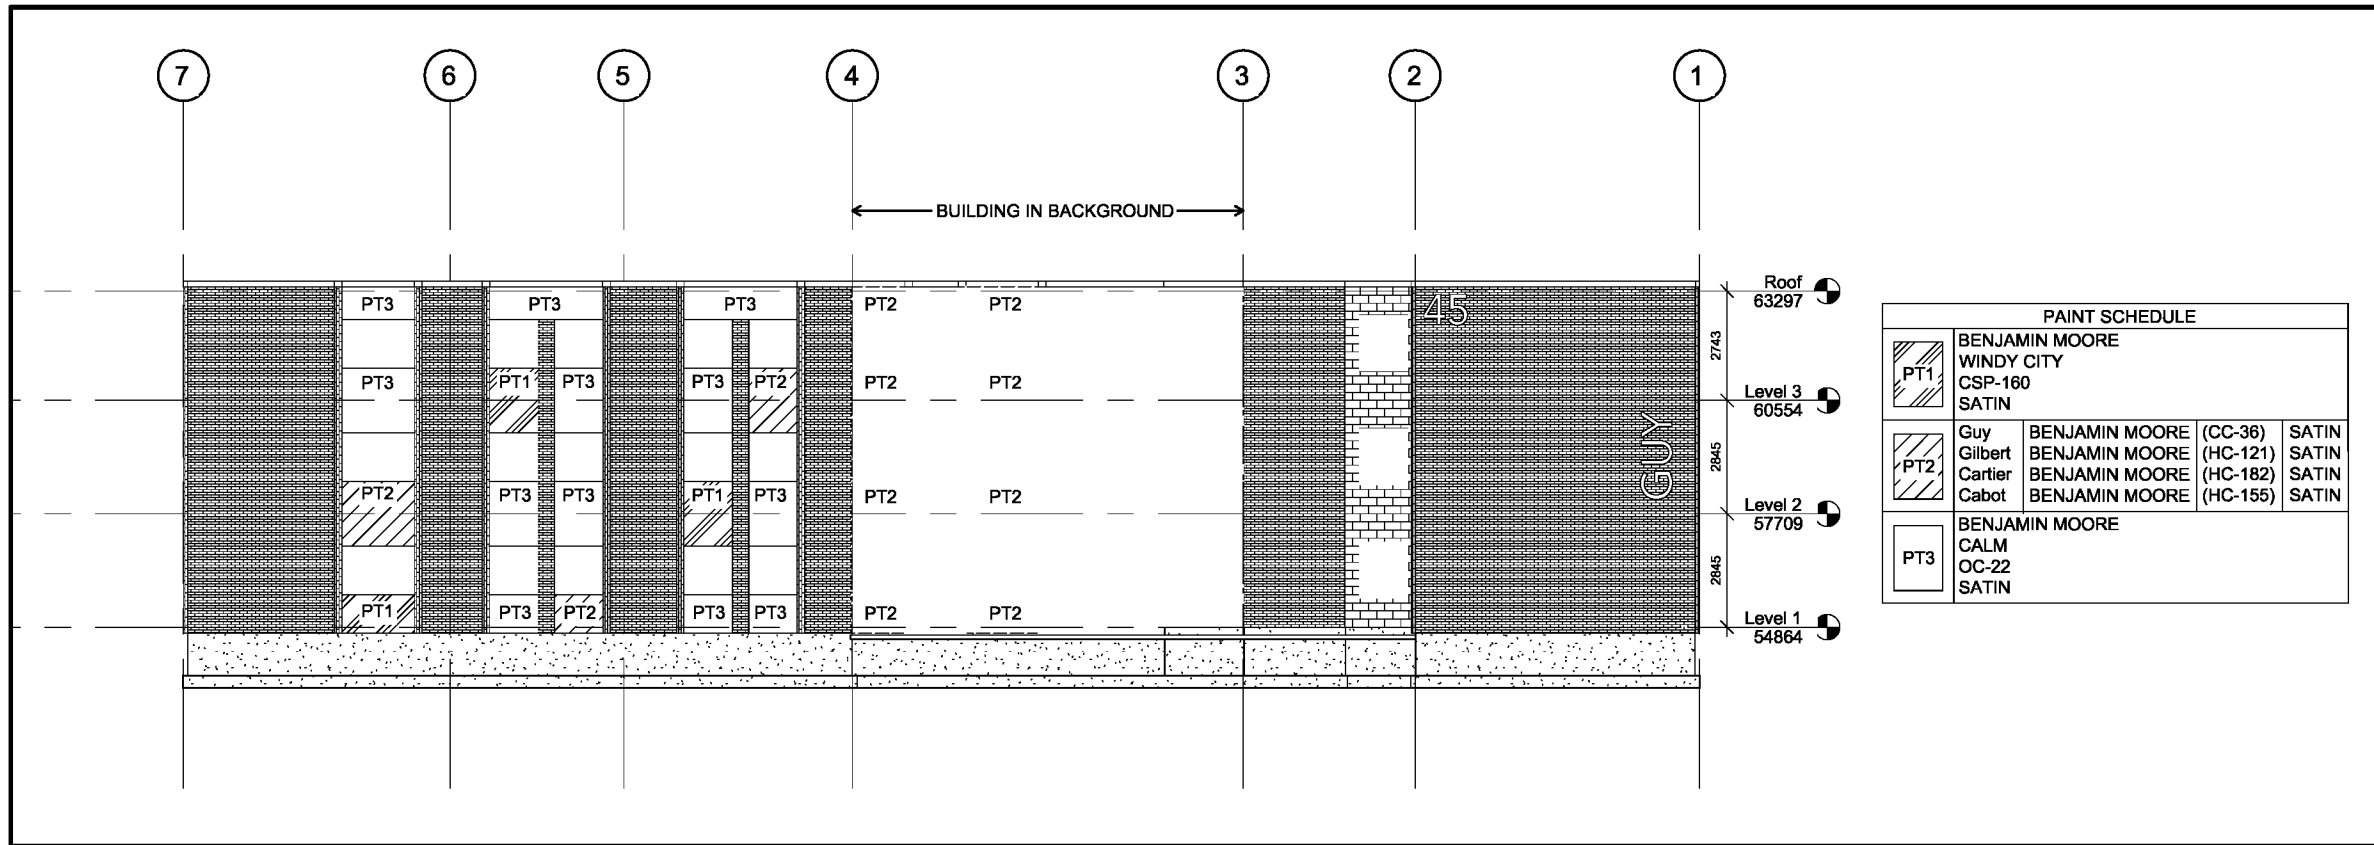 7 6 5 4 3 2 1
BUILDING IN BACKGROUND
Roof
63297
45
PT3 PT3 PT3 PT2 PT2
2743
PT3 PT1 PT3 PT3 PT2 PT2 PT2
Level 3
60554
GUY
2845
PT2 PT3 PT3 PT1 PT3 PT2 PT2
Level 2
57709
2845
PT1 PT3 PT2 PT3 PT3 PT2 PT2
Level 1
54864
PAINT SCHEDULE
PT1
BENJAMIN MOORE
WINDY CITY
CSP-160
SATIN
PT2
Guy BENJAMIN MOORE (CC-36) SATIN
Gilbert BENJAMIN MOORE (HC-121) SATIN
Cartier BENJAMIN MOORE (HC-182) SATIN
Cabot BENJAMIN MOORE (HC-155) SATIN
PT3
BENJAMIN MOORE
CALM
OC-22
SATIN